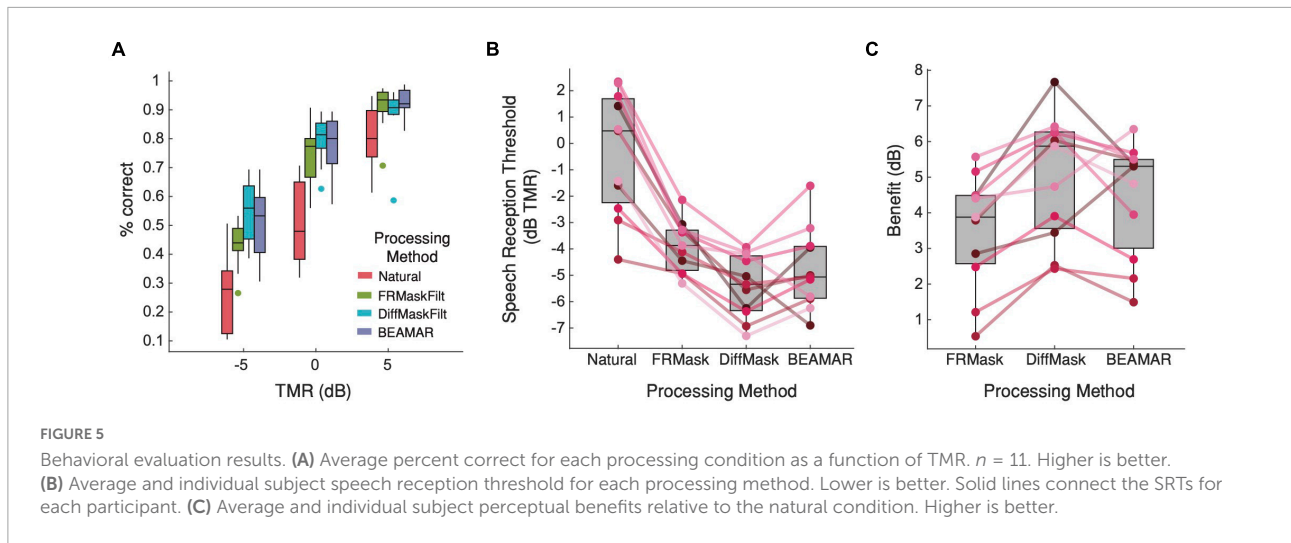 A
% correct
1
0.9
0.8
0.7
0.6
0.5
0.4
0.3
0.2
0.1
-5
0
5
TMR (dB)
Processing
Method
Natural
FRMaskFilt
DiffMaskFilt
BEAMAR
B
Speech Reception Threshold
(dB TMR)
2
1
0
-1
-2
-3
-4
-5
-6
-7
Natural FRMask DiffMask BEAMAR
Processing Method
C
Benefit (dB)
8
7
6
5
4
3
2
1
0
FRMask DiffMask BEAMAR
Processing Method
FIGURE 5
Behavioral evaluation results. (A) Average percent correct for each processing condition as a function of TMR. n = 11. Higher is better.
(B) Average and individual subject speech reception threshold for each processing method. Lower is better. Solid lines connect the SRTs for
each participant. (C) Average and individual subject perceptual benefits relative to the natural condition. Higher is better.